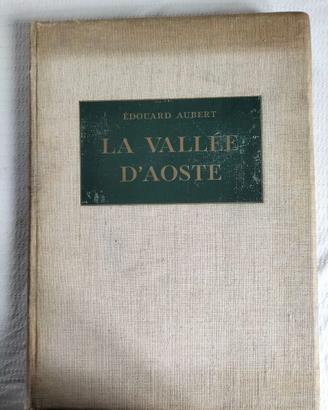 ÉDOUARD AUBERT
LA VALLÉE
D'AOSTE